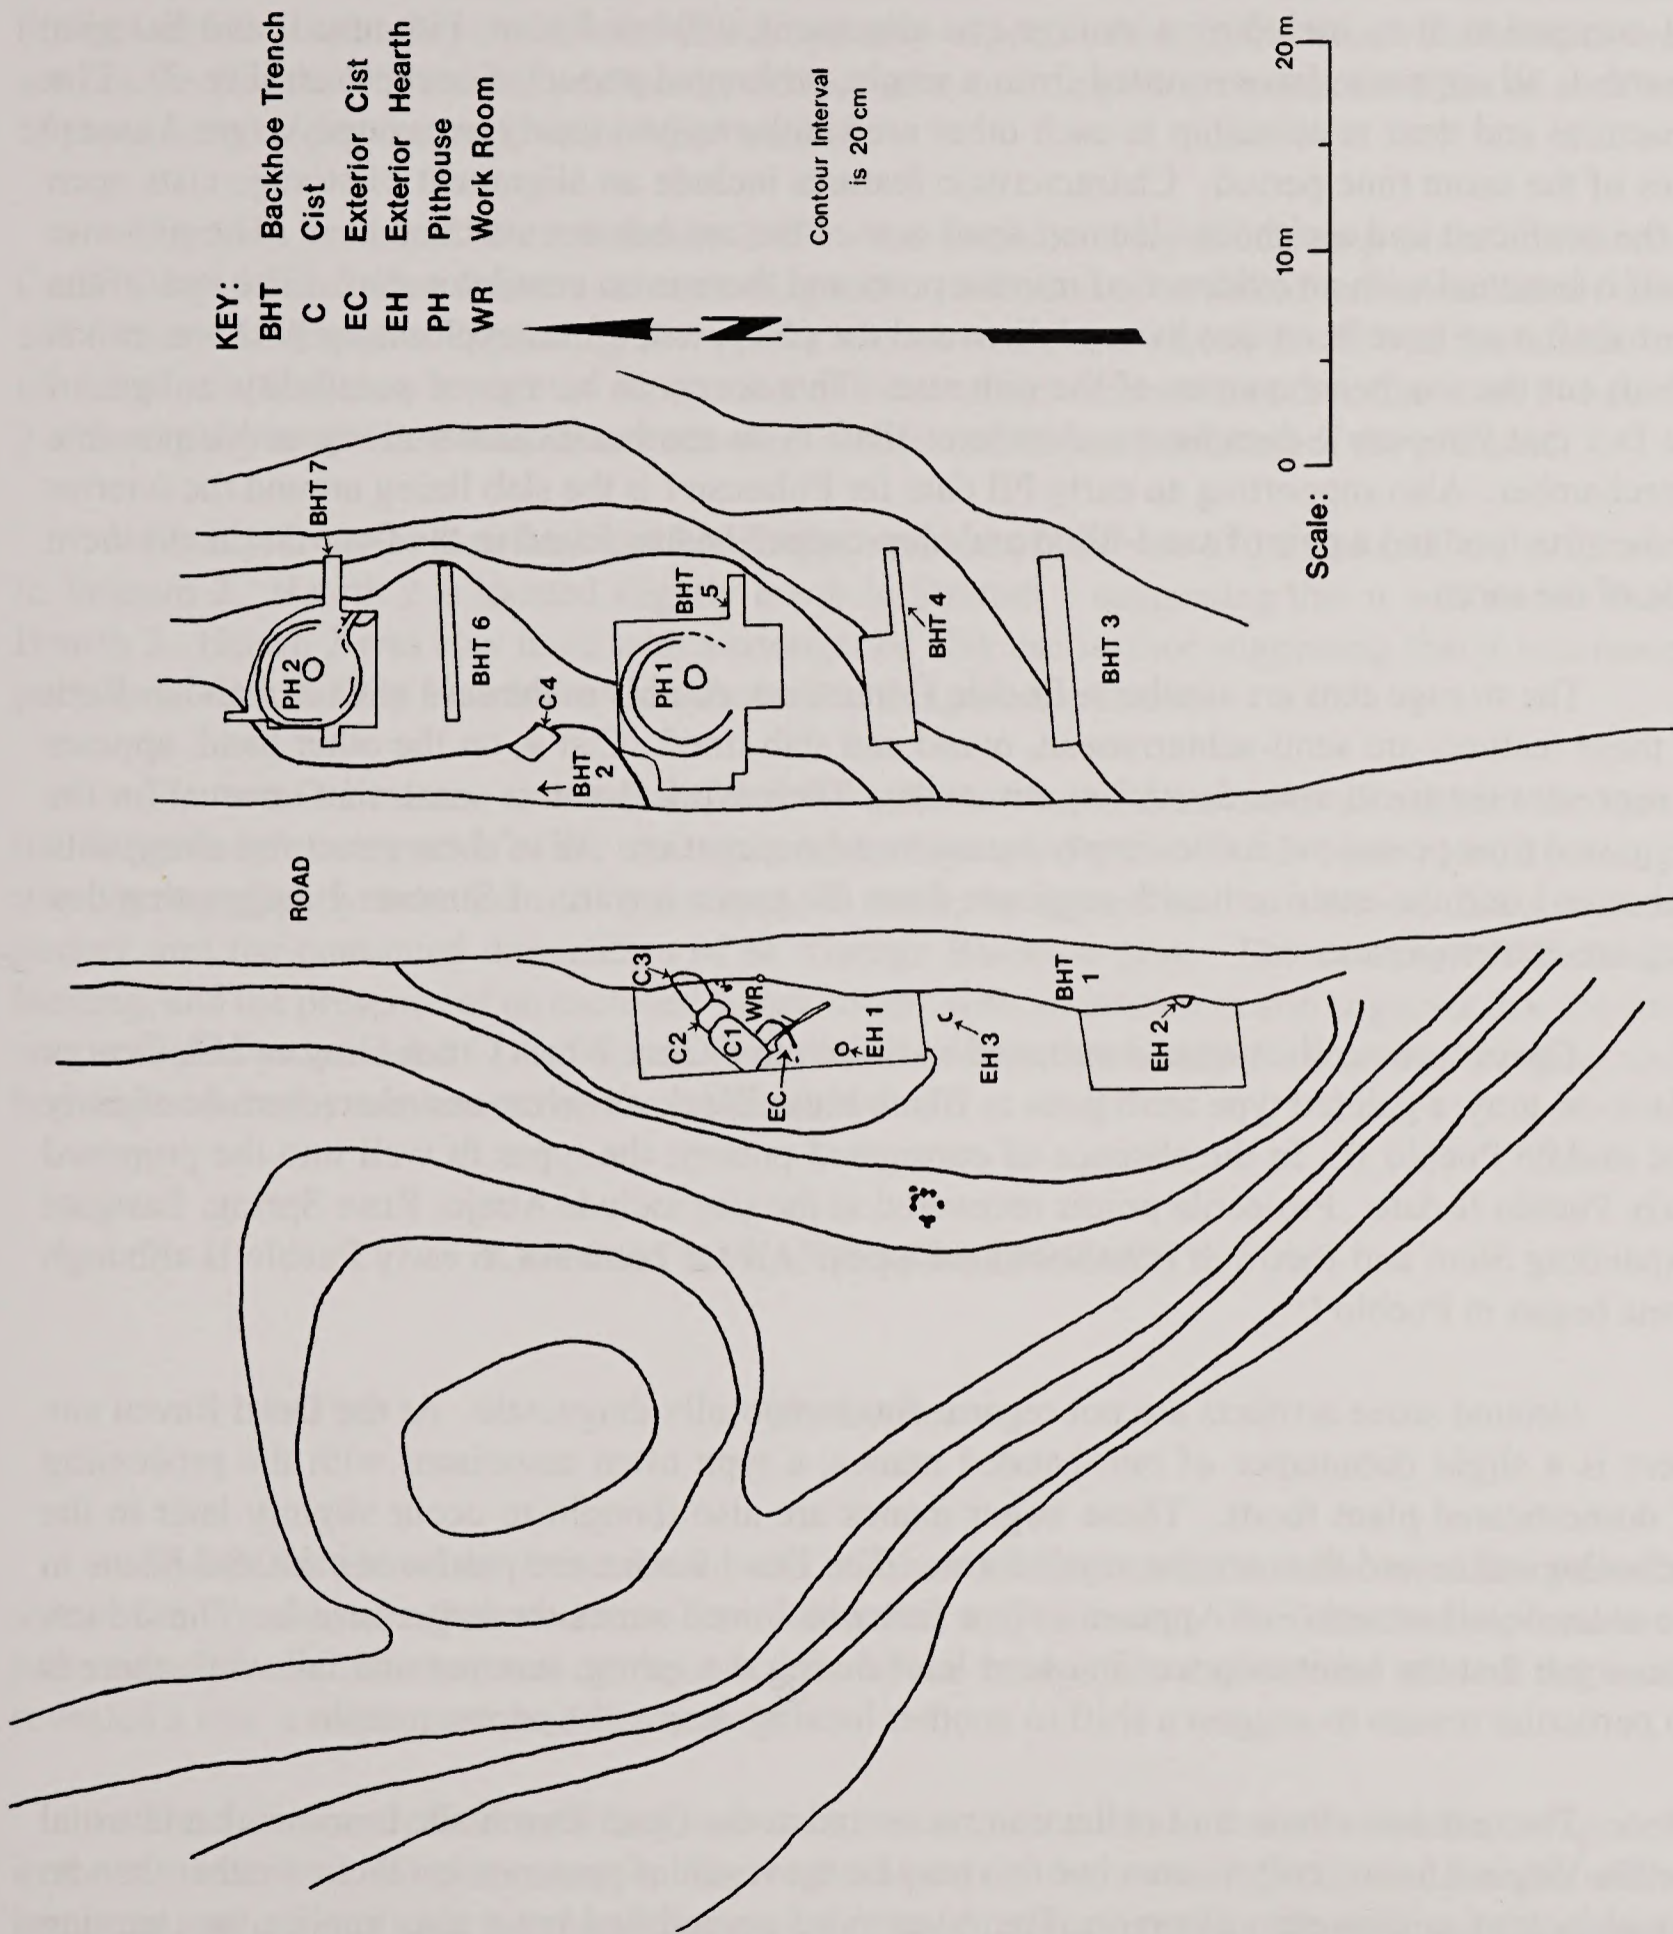 KEY:
BHT Backhoe Trench
C Cist
EC Exterior Cist
EH Exterior Hearth
PH Pithouse
WR Work Room
N
Contour Interval
is 20 cm
Scale:
0 10m 20 m
BHT 7
PH 2
BHT 6
C4
BHT
2
BHT
5
PH 1
BHT 4
BHT 3
ROAD
C3
C2
C1
WR
EC
EH 1
EH 3
BHT
1
EH 2